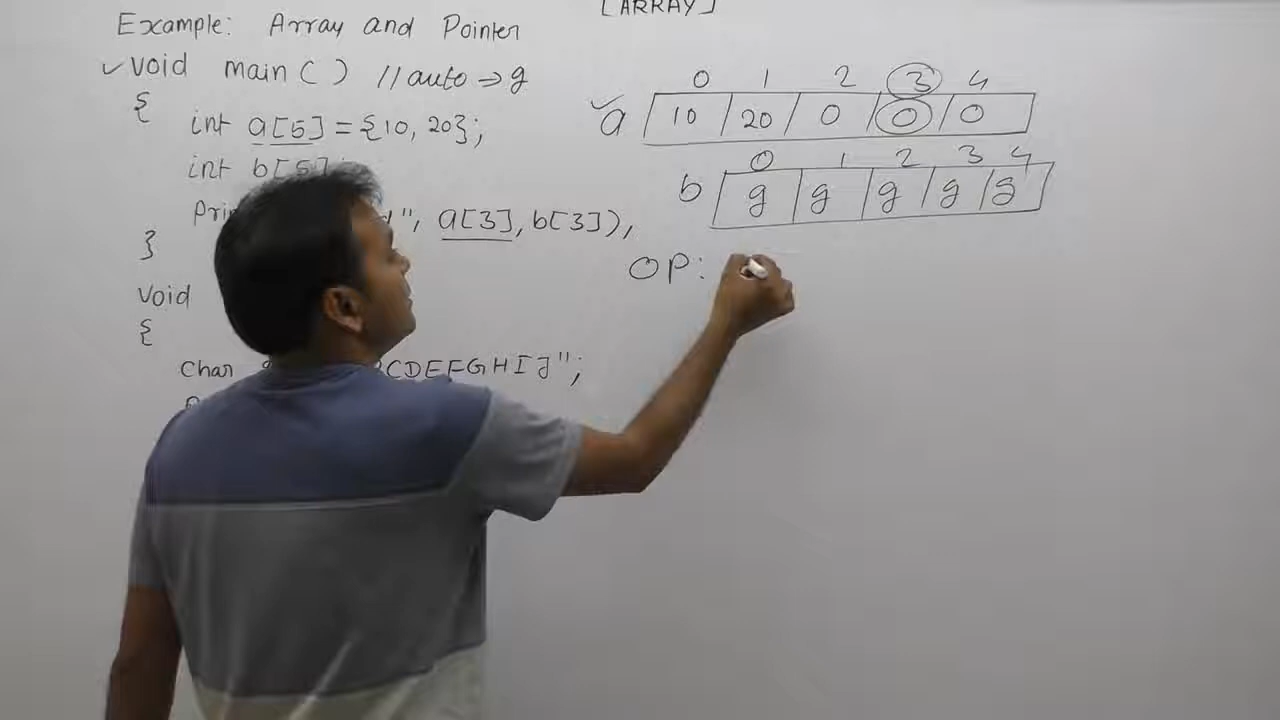 [ARRAY]
Example: Array and Pointer
✓void main( ) //auto → g
{
int a[5] = {10, 20};
int b[5]
", a[3], b[3]),
}
void
{
char CDEFGHIJ";
0 1 2 3 4
✓a 10 20 0 0 0
0 1 2 3 4
b g g g g g
OP: